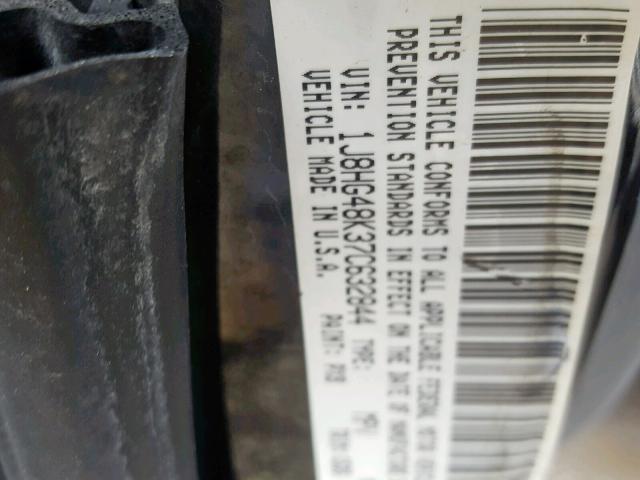 THIS VEHICLE CONFORMS TO ALL APPLICABLE FEDERAL
PREVENTION STANDARDS IN EFFECT ON THE DATE OF
VIN: 1J8HG48K37C632844 TYPE: MPV
VEHICLE MADE IN U.S.A. PAINT: